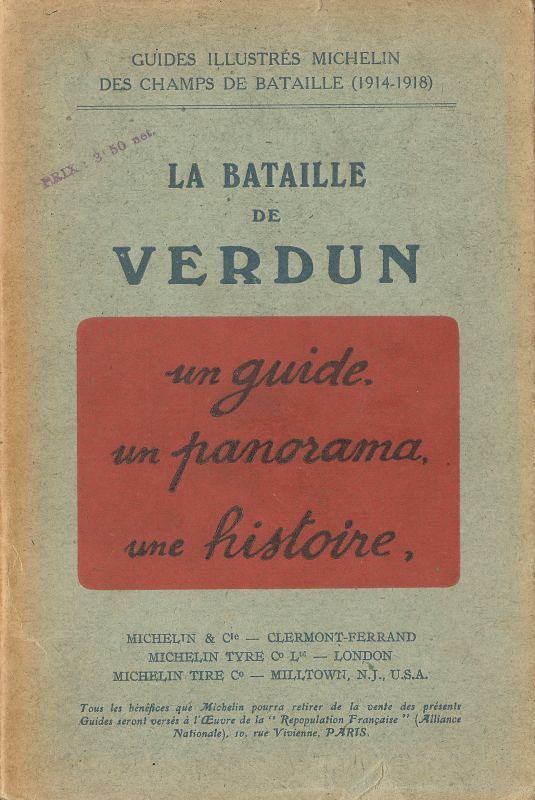 GUIDES ILLUSTRÉS MICHELIN
DES CHAMPS DE BATAILLE (1914-1918)
PRIX : 3f 50 net.
LA BATAILLE
DE
VERDUN
un guide.
un panorama.
une histoire.
MICHELIN & Cie — CLERMONT-FERRAND
MICHELIN TYRE Co Ltd — LONDON
MICHELIN TIRE Co — MILLTOWN, N.J., U.S.A.
Tous les bénéfices que Michelin pourra retirer de la vente des présents
Guides seront versés à l'Œuvre de la " Repopulation Française " (Alliance
Nationale), 10, rue Vivienne, PARIS.